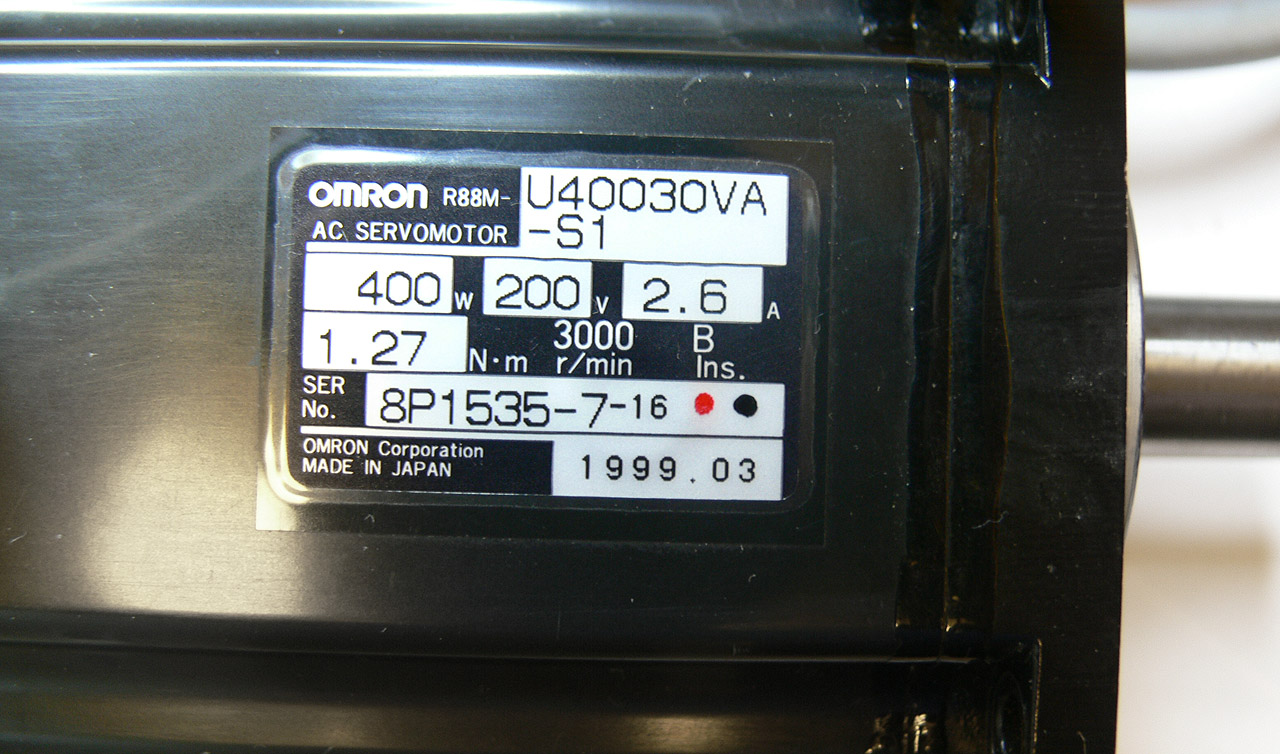 OMRON R88M- U40030VA
AC SERVOMOTOR -S1
400 W 200 V 2.6 A
1.27 N·m 3000 r/min B Ins.
SER No. 8P1535-7-16
OMRON Corporation
MADE IN JAPAN 1999.03